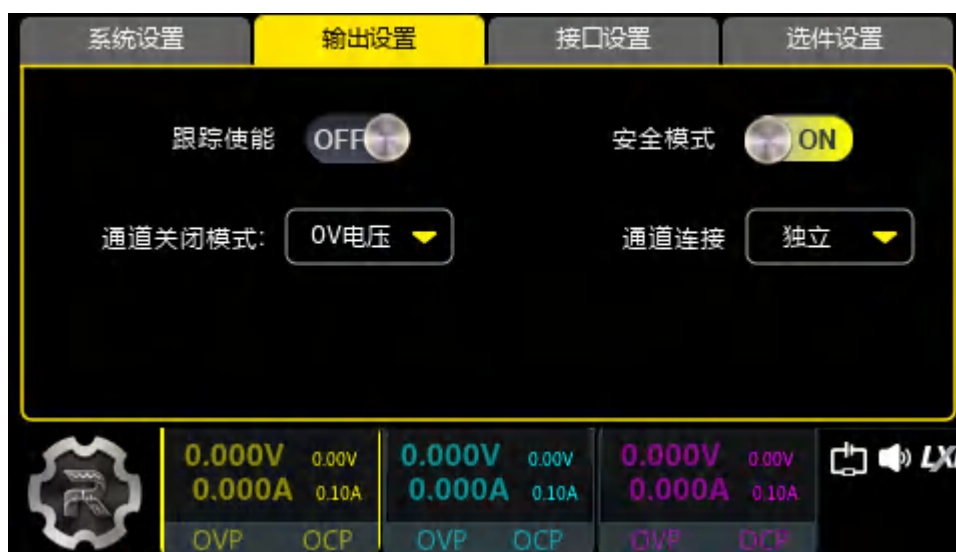 系统设置 输出设置 接口设置 选件设置
跟踪使能 OFF 安全模式 ON
通道关闭模式: 0V电压 通道连接 独立
0.000V 0.00V 0.000V 0.00V 0.000V 0.00V LXI
0.000A 0.10A 0.000A 0.10A 0.000A 0.10A
OVP OCP OVP OCP OVP OCP